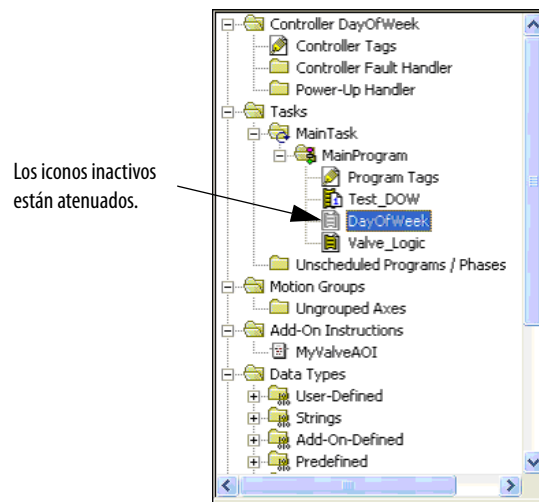 Controller DayOfWeek
Controller Tags
Controller Fault Handler
Power-Up Handler
Tasks
MainTask
MainProgram
Los iconos inactivos
están atenuados.
Program Tags
Test_DOW
DayOfWeek
Valve_Logic
Unscheduled Programs / Phases
Motion Groups
Ungrouped Axes
Add-On Instructions
MyValveAOI
Data Types
User-Defined
Strings
Add-On-Defined
Predefined